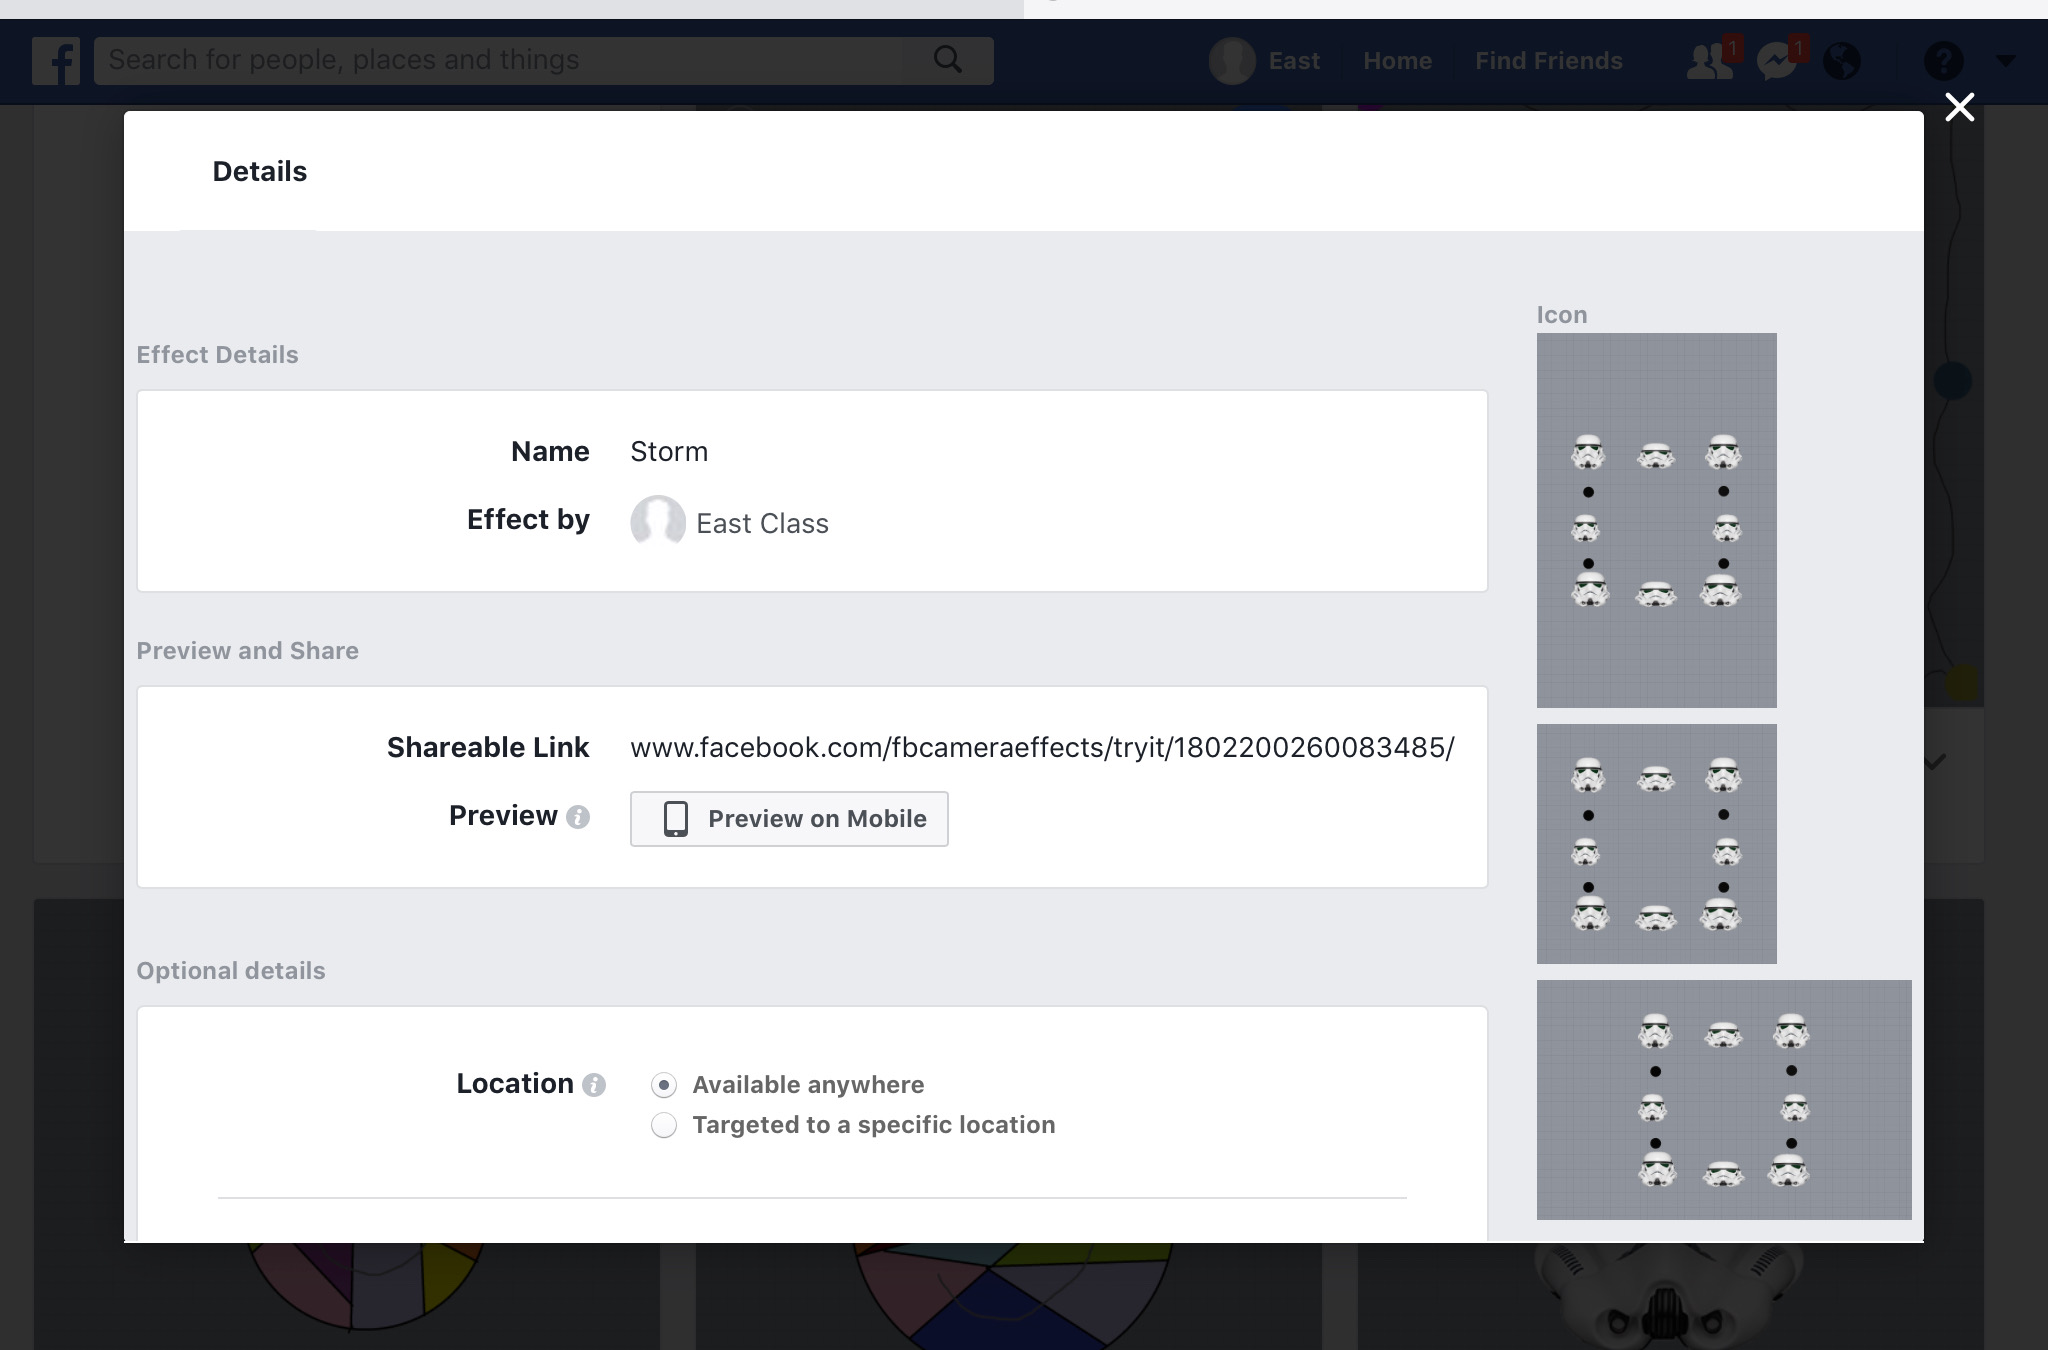 f
Search for people, places and things
East
Home
Find Friends
1
1
?
Details
Effect Details
Name Storm
Effect by East Class
Preview and Share
Shareable Link www.facebook.com/fbcameraeffects/tryit/1802200260083485/
Preview i Preview on Mobile
Optional details
Location i Available anywhere
Targeted to a specific location
Icon